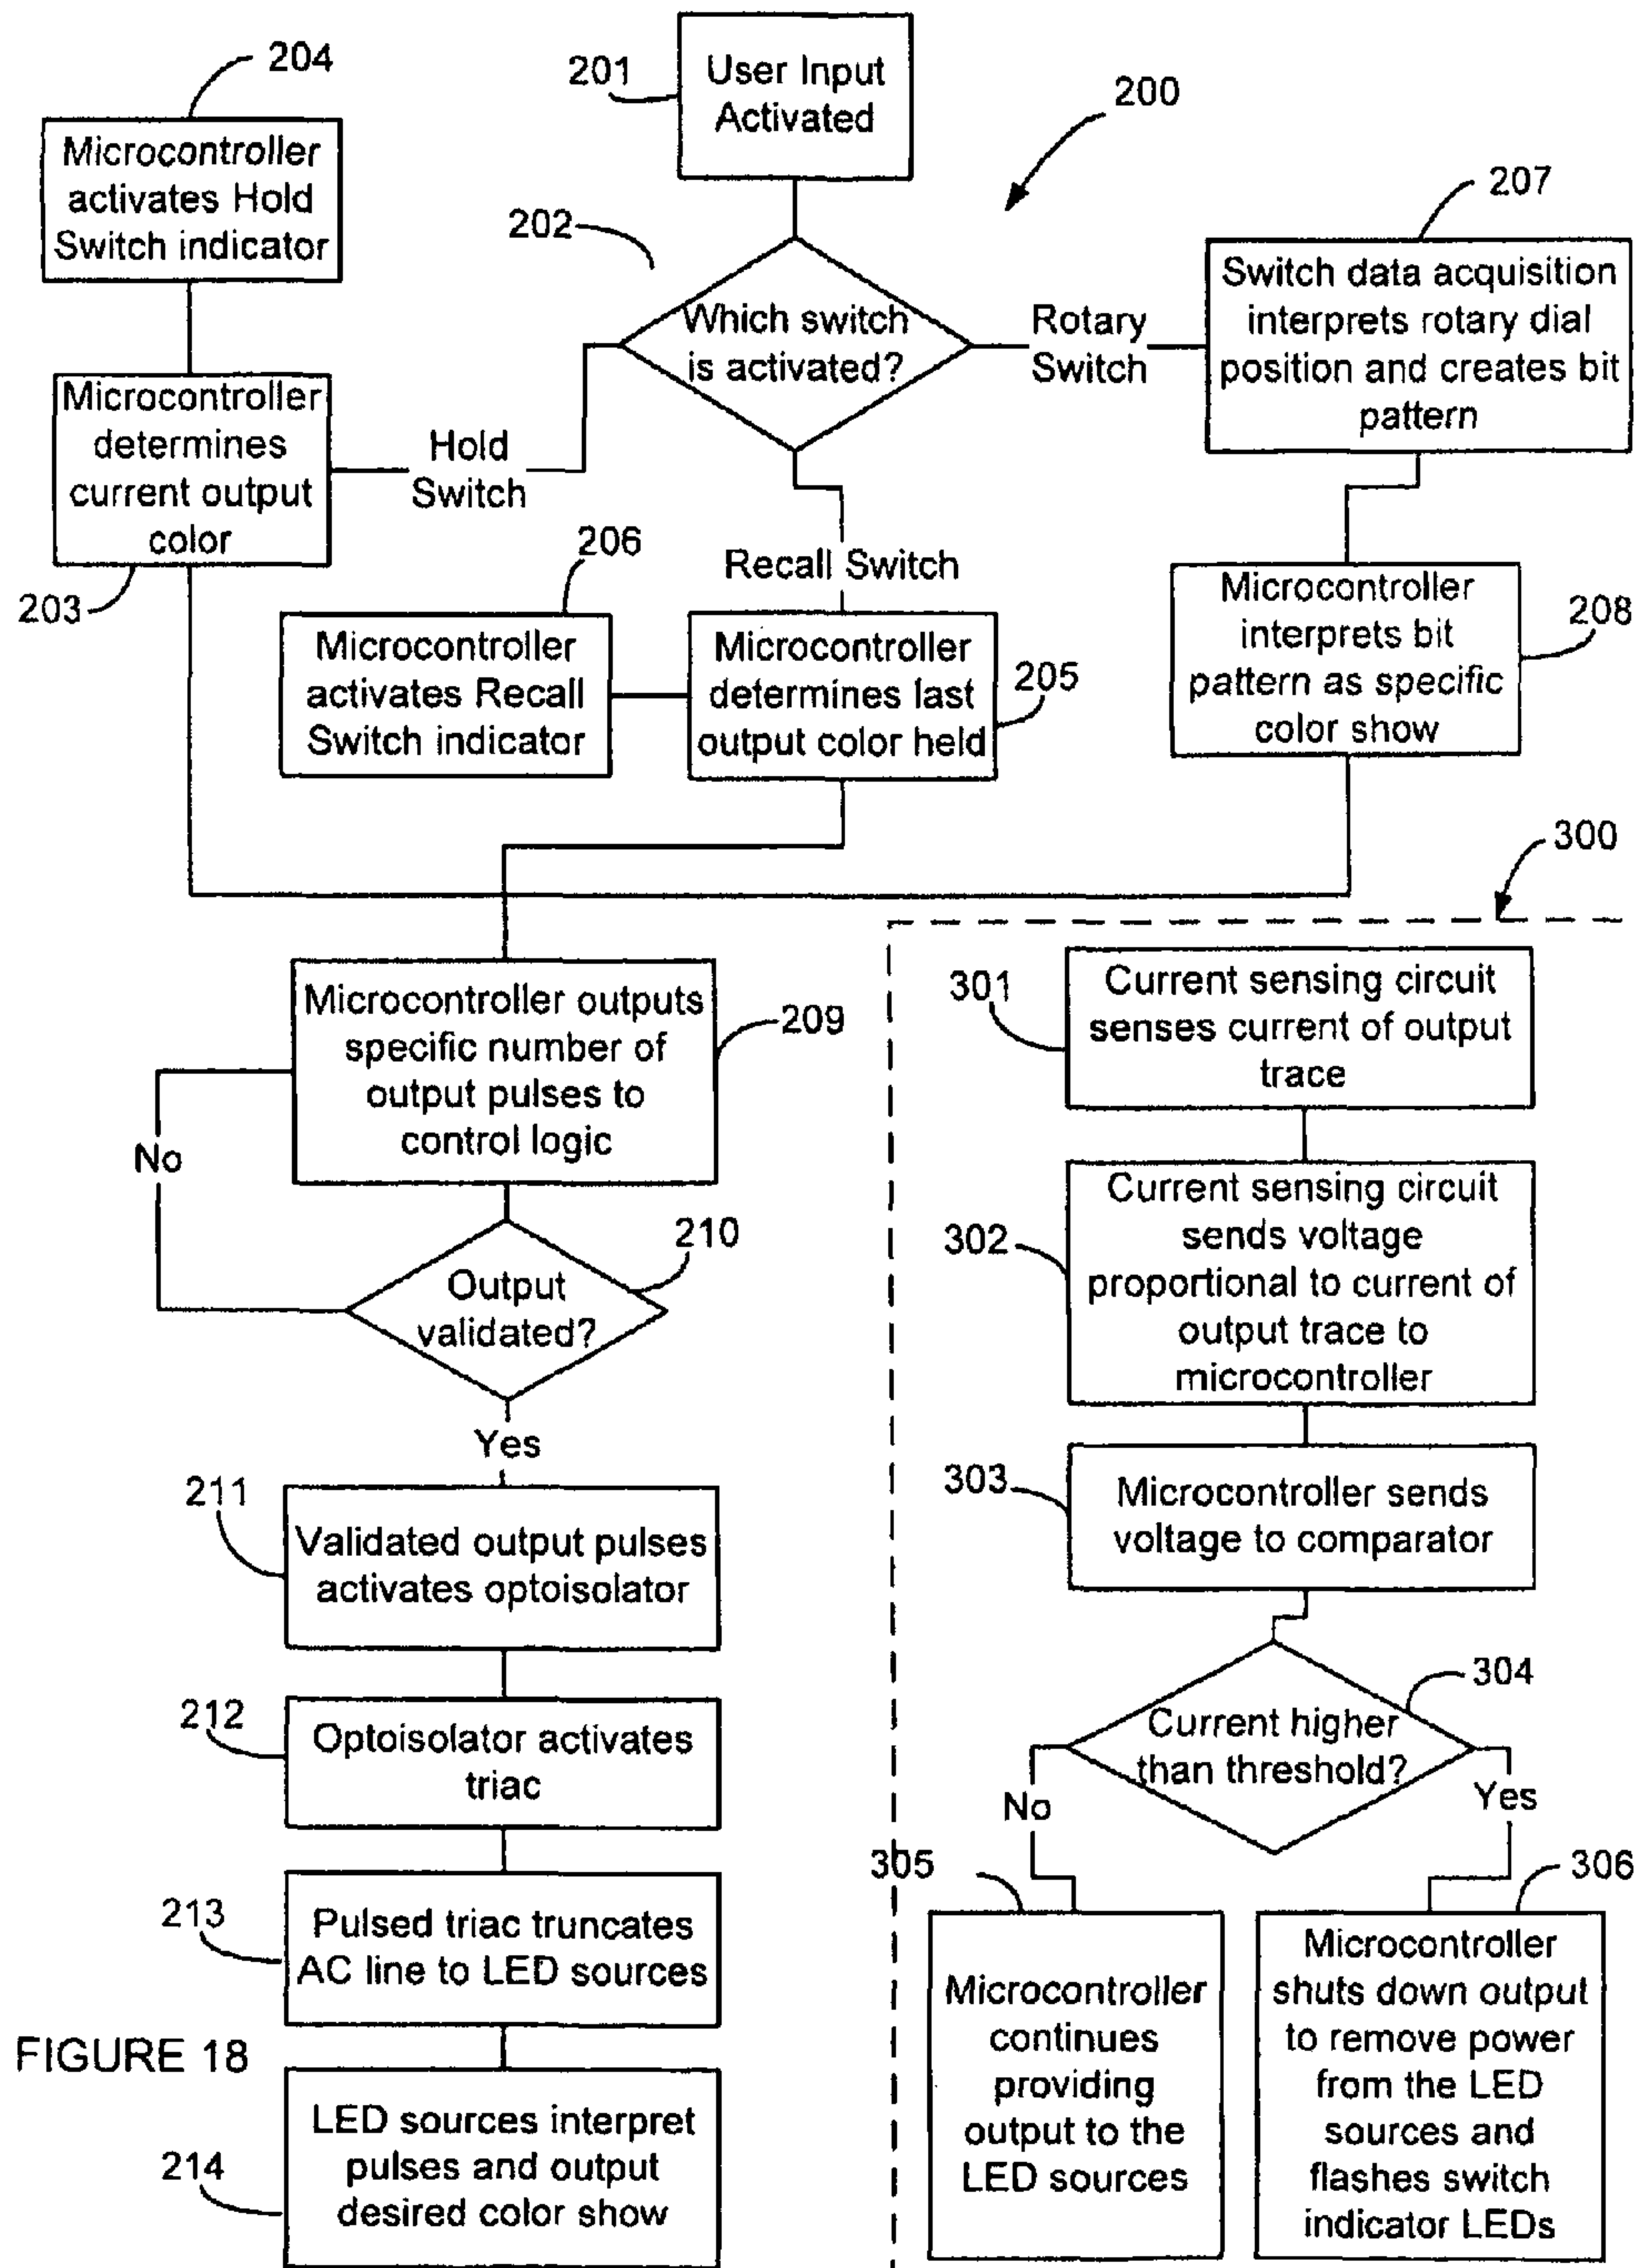 201
User Input
Activated
200
204
Microcontroller
activates Hold
Switch indicator
202
Which switch
is activated?
Rotary
Switch
207
Switch data acquisition
interprets rotary dial
position and creates bit
pattern
Microcontroller
determines
current output
color
203
Hold
Switch
Recall Switch
206
Microcontroller
activates Recall
Switch indicator
Microcontroller
determines last
output color held
205
Microcontroller
interprets bit
pattern as specific
color show
208
300
Microcontroller outputs
specific number of
output pulses to
control logic
209
No
Output
validated?
210
Yes
211
Validated output pulses
activates optoisolator
212
Optoisolator activates
triac
213
Pulsed triac truncates
AC line to LED sources
FIGURE 18
214
LED sources interpret
pulses and output
desired color show
301
Current sensing circuit
senses current of output
trace
302
Current sensing circuit
sends voltage
proportional to current of
output trace to
microcontroller
303
Microcontroller sends
voltage to comparator
304
Current higher
than threshold?
No
Yes
305
Microcontroller
continues
providing
output to the
LED sources
306
Microcontroller
shuts down output
to remove power
from the LED
sources and
flashes switch
indicator LEDs